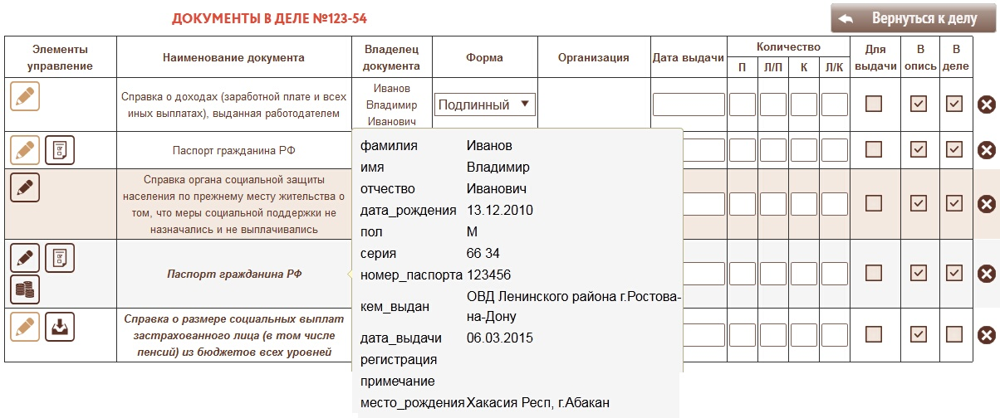 ДОКУМЕНТЫ В ДЕЛЕ №123-54
Вернуться к делу
Элементы управление
Наименование документа
Владелец документа
Форма
Организация
Дата выдачи
Количество
П
Л/П
К
Л/К
Для выдачи
В опись
В деле
Справка о доходах (заработной плате и всех
иных выплатах), выданная работодателем
Иванов
Владимир
Иванович
Подлинный
Паспорт гражданина РФ
Справка органа социальной защиты
населения по прежнему месту жительства о
том, что меры социальной поддержки не
назначались и не выплачивались
Паспорт гражданина РФ
Справка о размере социальных выплат
застрахованного лица (в том числе
пенсий) из бюджетов всех уровней
фамилия Иванов
имя Владимир
отчество Иванович
дата_рождения 13.12.2010
пол М
серия 66 34
номер_паспорта 123456
кем_выдан ОВД Ленинского района г.Ростова-
на-Дону
дата_выдачи 06.03.2015
регистрация
примечание
место_рождения Хакасия Респ, г.Абакан